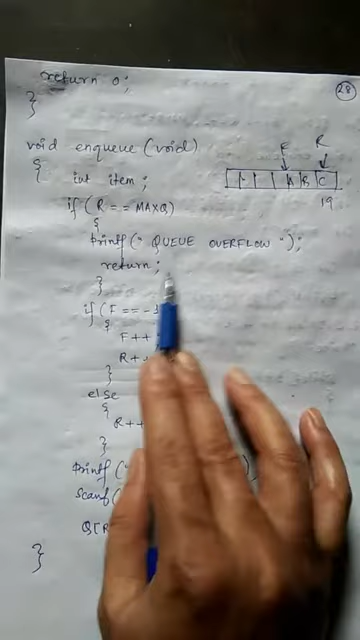 28
return 0;
}
void enqueue (void)
{
int item;
F R
A B C
19
if (R == MAXQ)
{
printf(" QUEUE OVERFLOW ");
return;
}
if (F == -1
{
F++;
R++
}
else
{
R++
}
printf("
scanf(
Q[R
}